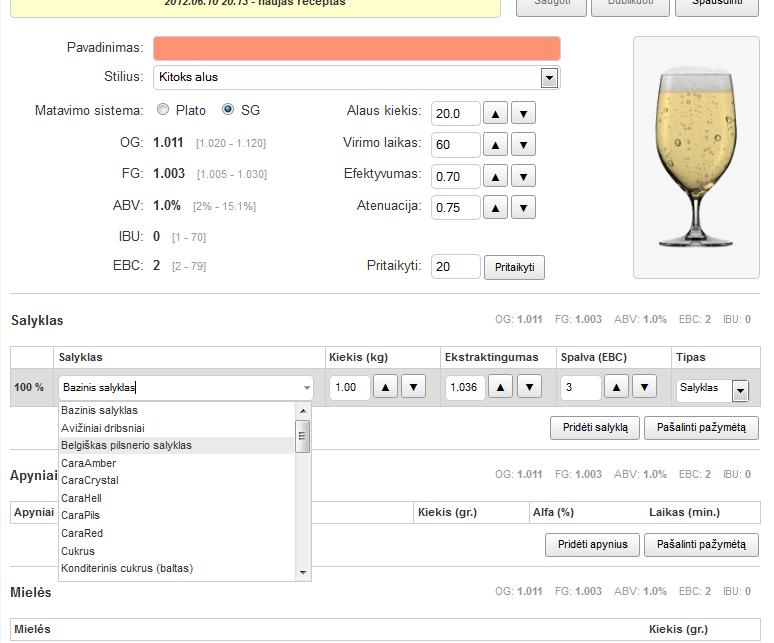 2012.06.10 20.13 - naujas receptas
Saugoti Dublikuoti Spausdinti
Pavadinimas:
Stilius: Kitoks alus
Matavimo sistema: Plato SG
Alaus kiekis: 20.0
OG: 1.011 [1.020 - 1.120]
Virimo laikas: 60
FG: 1.003 [1.005 - 1.030]
Efektyvumas: 0.70
ABV: 1.0% [2% - 15.1%]
Atenuacija: 0.75
IBU: 0 [1 - 70]
EBC: 2 [2 - 79]
Pritaikyti: 20 Pritaikyti
Salyklas OG: 1.011 FG: 1.003 ABV: 1.0% EBC: 2 IBU: 0
Salyklas Kiekis (kg) Ekstraktingumas Spalva (EBC) Tipas
100 % Bazinis salyklas 1.00 1.036 3 Salyklas
Bazinis salyklas
Avižiniai dribsniai
Belgiškas pilsnerio salyklas
CaraAmber
CaraCrystal
CaraHell
CaraPils
CaraRed
Cukrus
Konditerinis cukrus (baltas)
Pridėti salyklą Pašalinti pažymėtą
Apyniai OG: 1.011 FG: 1.003 ABV: 1.0% EBC: 2 IBU: 0
Apyniai Kiekis (gr.) Alfa (%) Laikas (min.)
Pridėti apynius Pašalinti pažymėtą
Mielės OG: 1.011 FG: 1.003 ABV: 1.0% EBC: 2 IBU: 0
Mielės Kiekis (gr.)